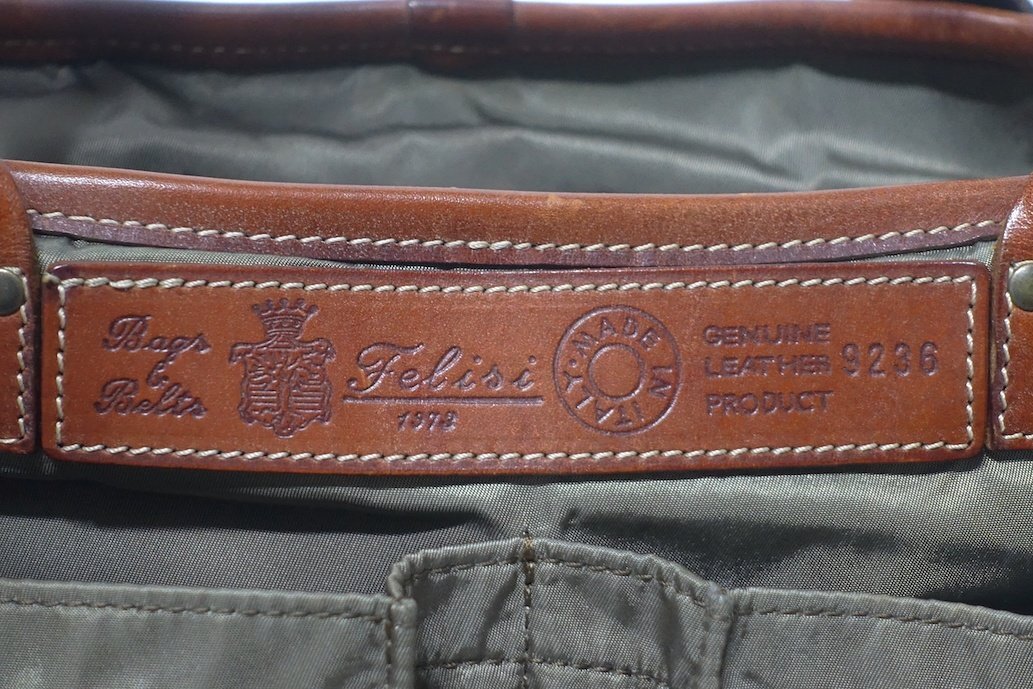 Bags
&
Belts
Felisi
1973
MADE IN ITALY
GENUINE
LEATHER
PRODUCT
9236